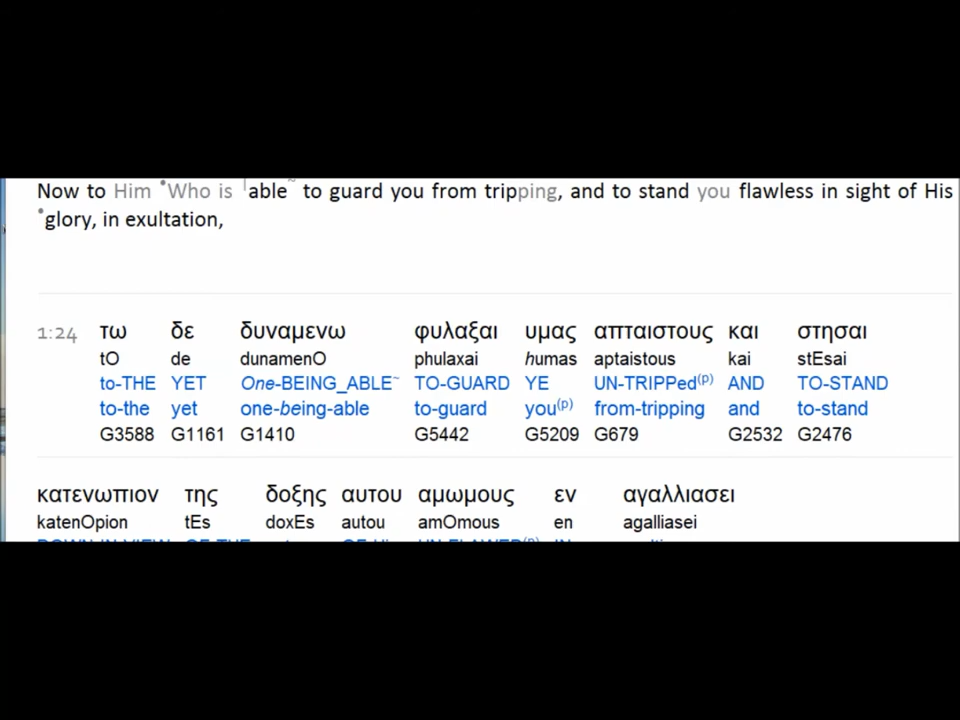 Now to Him •Who is |able~ to guard you from tripping, and to stand you flawless in sight of His
•glory, in exultation,
1:24 τω δε δυναμενω φυλαξαι υμας απταιστους και στησαι
tO de dunamenO phulaxai humas aptaistous kai stEsai
to-THE YET One-BEING_ABLE~ TO-GUARD YE UN-TRIPPed(p) AND TO-STAND
to-the yet one-being-able to-guard you(p) from-tripping and to-stand
G3588 G1161 G1410 G5442 G5209 G679 G2532 G2476
κατενωπιον της δοξης αυτου αμωμους εν αγαλλιασει
katenOpion tEs doxEs autou amOmous en agalliasei